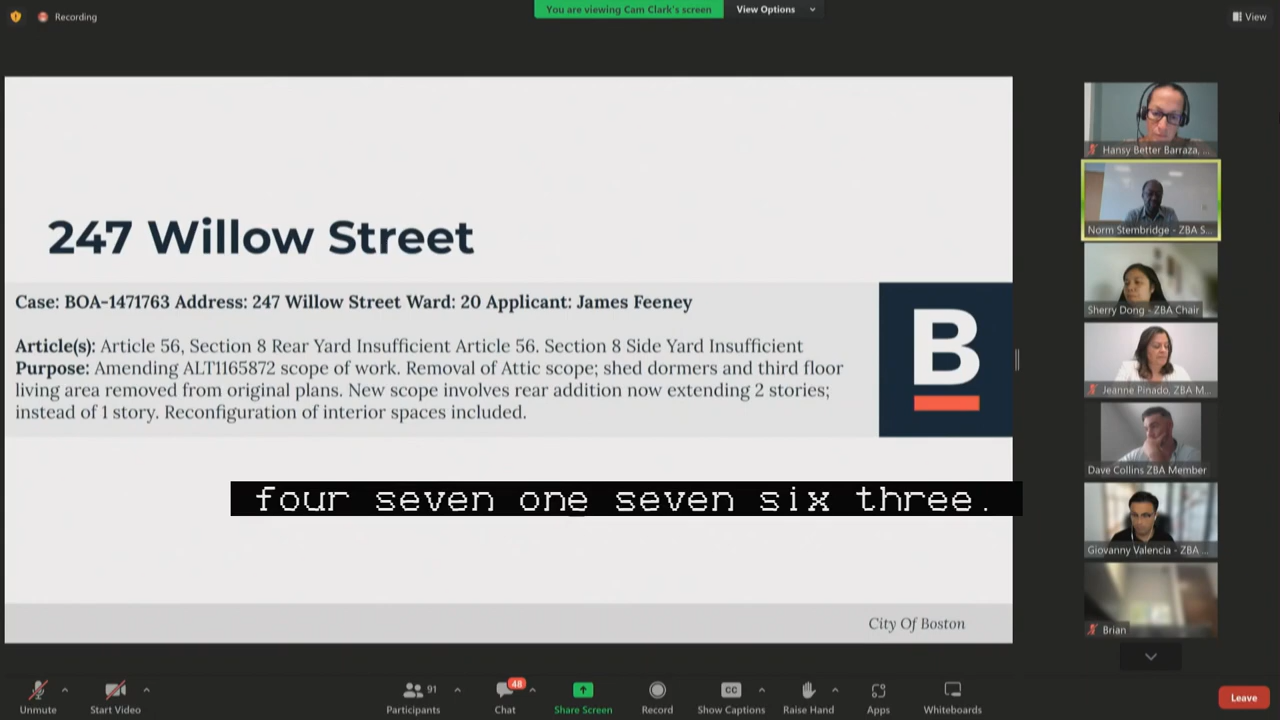 Recording
You are viewing Cam Clark's screen
View Options
View
247 Willow Street
Case: BOA-1471763 Address: 247 Willow Street Ward: 20 Applicant: James Feeney
Article(s): Article 56, Section 8 Rear Yard Insufficient Article 56. Section 8 Side Yard Insufficient
Purpose: Amending ALT1165872 scope of work. Removal of Attic scope; shed dormers and third floor
living area removed from original plans. New scope involves rear addition now extending 2 stories;
instead of 1 story. Reconfiguration of interior spaces included.
B
four seven one seven six three.
City Of Boston
Hansy Better Barraza, ...
Norm Stembridge - ZBA S...
Sherry Dong - ZBA Chair
Jeanne Pinado, ZBA M...
Dave Collins ZBA Member
Giovanny Valencia - ZBA ...
Brian
Unmute
Start Video
91
Participants
48
Chat
Share Screen
Record
CC
Show Captions
Raise Hand
Apps
Whiteboards
Leave